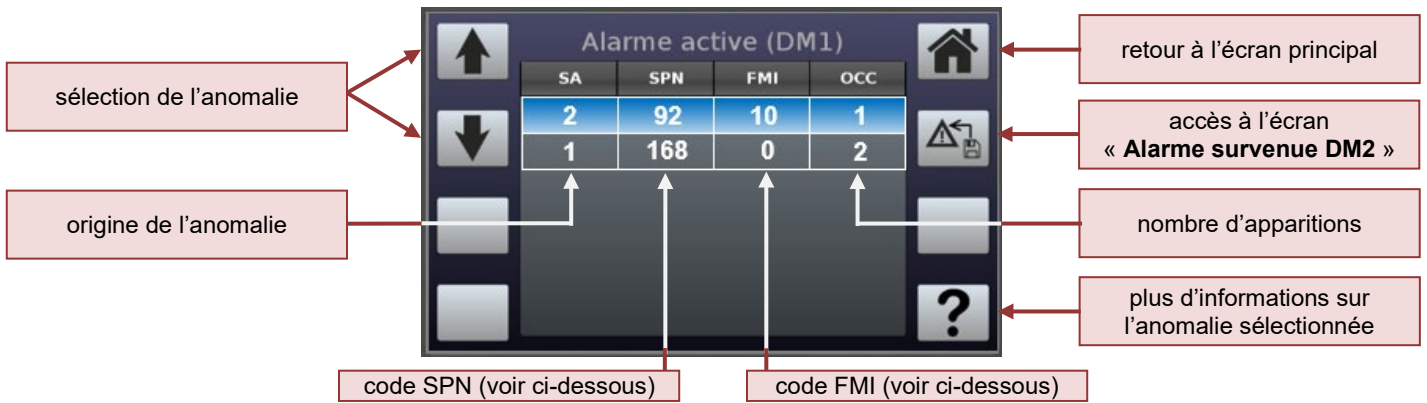 Alarme active (DM1)
SA SPN FMI OCC
2 92 10 1
1 168 0 2
sélection de l’anomalie
origine de l’anomalie
retour à l’écran principal
accès à l’écran
« Alarme survenue DM2 »
nombre d’apparitions
?
plus d’informations sur
l’anomalie sélectionnée
code SPN (voir ci-dessous)
code FMI (voir ci-dessous)